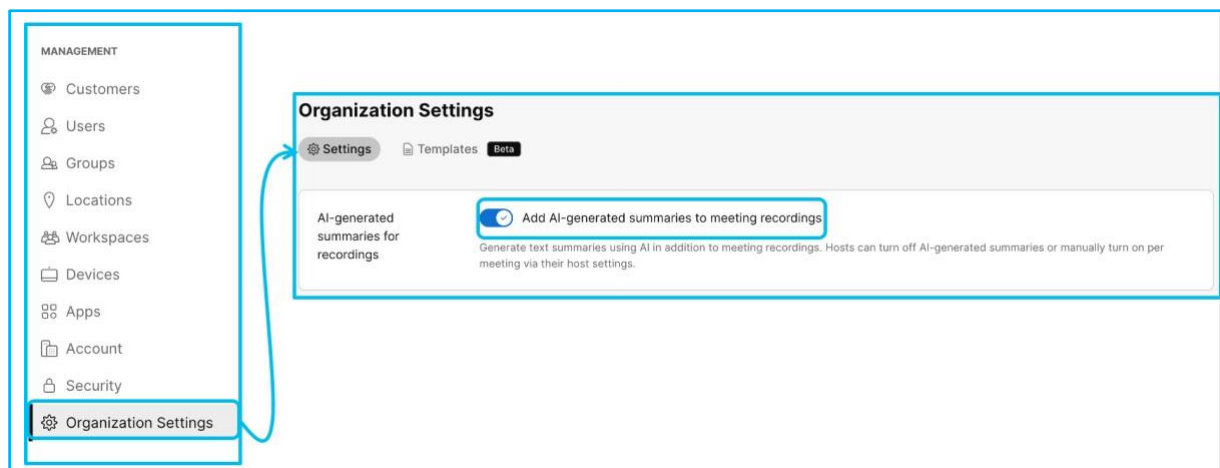 MANAGEMENT
Customers
Users
Groups
Locations
Workspaces
Devices
Apps
Account
Security
Organization Settings
Organization Settings
Settings Templates Beta
AI-generated
summaries for
recordings
Add AI-generated summaries to meeting recordings
Generate text summaries using AI in addition to meeting recordings. Hosts can turn off AI-generated summaries or manually turn on per
meeting via their host settings.